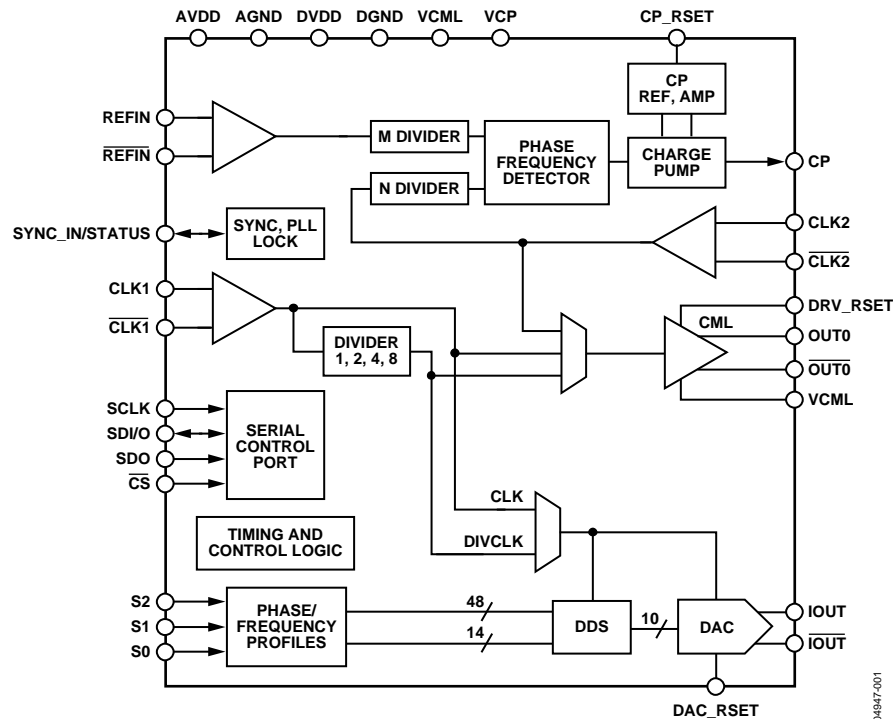 AVDD AGND DVDD DGND VCML VCP CP_RSET
CP
REF, AMP
REFIN
REFIN
M DIVIDER
N DIVIDER
PHASE
FREQUENCY
DETECTOR
CHARGE
PUMP
CP
SYNC_IN/STATUS
SYNC, PLL
LOCK
CLK2
CLK2
CLK1
CLK1
DIVIDER
1, 2, 4, 8
CML
DRV_RSET
OUT0
OUT0
VCML
SCLK
SDI/O
SDO
CS
SERIAL
CONTROL
PORT
CLK
DIVCLK
TIMING AND
CONTROL LOGIC
S2
S1
S0
PHASE/
FREQUENCY
PROFILES
48
14
DDS
10
DAC
IOUT
IOUT
DAC_RSET
04947-001